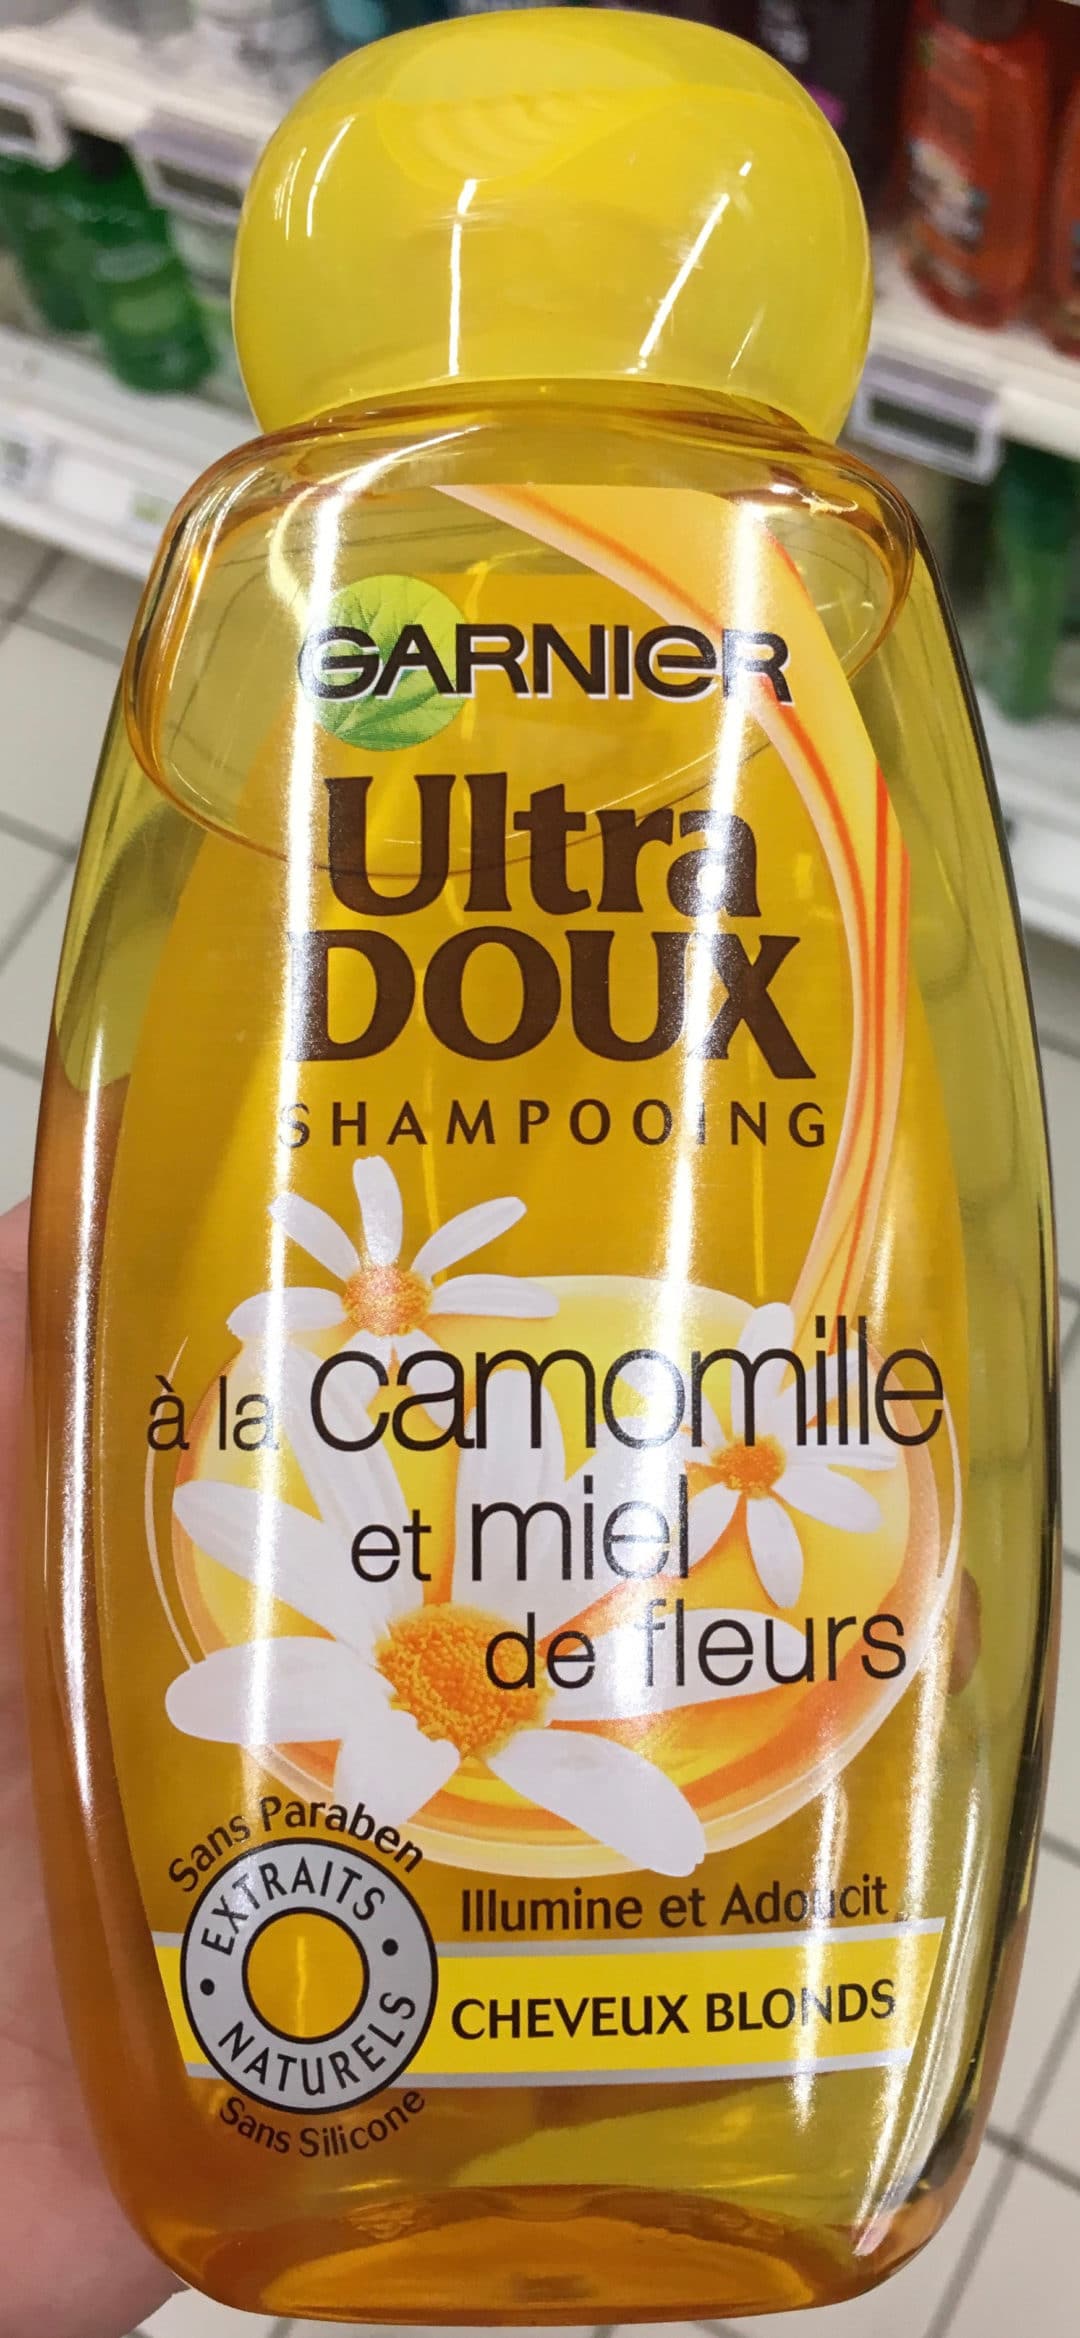 GARNIER
Ultra
DOUX
SHAMPOOING
à la camomille
et miel
de fleurs
Sans Paraben
EXTRAITS
NATURELS
Sans Silicone
Illumine et Adoucit
CHEVEUX BLONDS